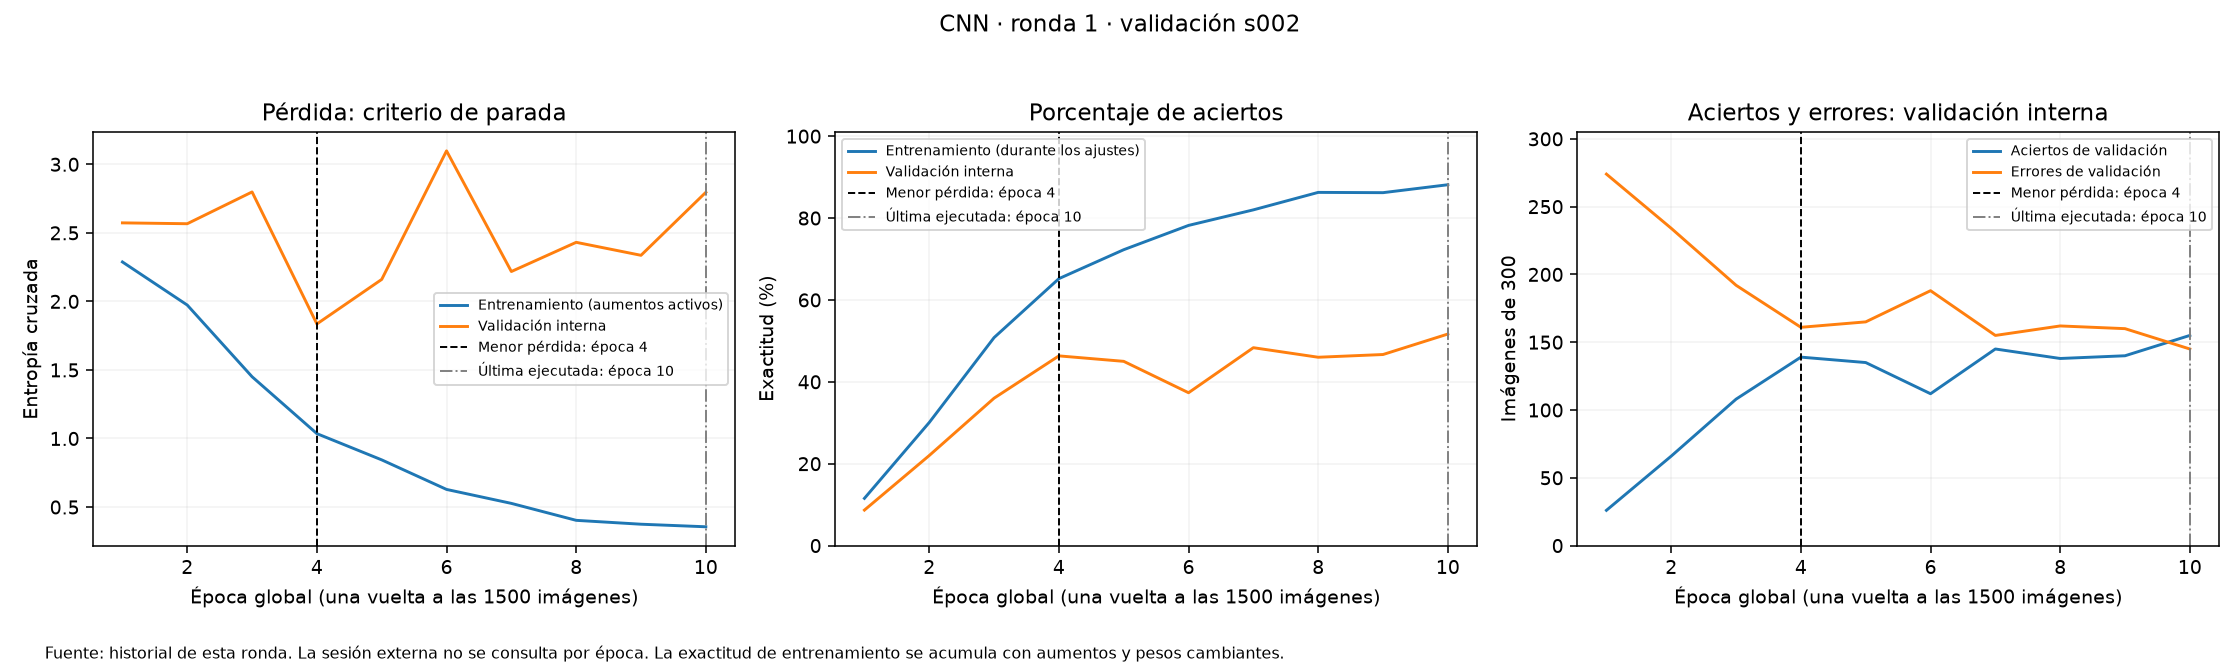 CNN · ronda 1 · validación s002
Pérdida: criterio de parada
Entropía cruzada
3.0
2.5
2.0
1.5
1.0
0.5
Entrenamiento (aumentos activos)
Validación interna
Menor pérdida: época 4
Última ejecutada: época 10
2 4 6 8 10
Época global (una vuelta a las 1500 imágenes)
Porcentaje de aciertos
Exactitud (%)
100
80
60
40
20
0
Entrenamiento (durante los ajustes)
Validación interna
Menor pérdida: época 4
Última ejecutada: época 10
2 4 6 8 10
Época global (una vuelta a las 1500 imágenes)
Aciertos y errores: validación interna
Imágenes de 300
300
250
200
150
100
50
0
Aciertos de validación
Errores de validación
Menor pérdida: época 4
Última ejecutada: época 10
2 4 6 8 10
Época global (una vuelta a las 1500 imágenes)
Fuente: historial de esta ronda. La sesión externa no se consulta por época. La exactitud de entrenamiento se acumula con aumentos y pesos cambiantes.